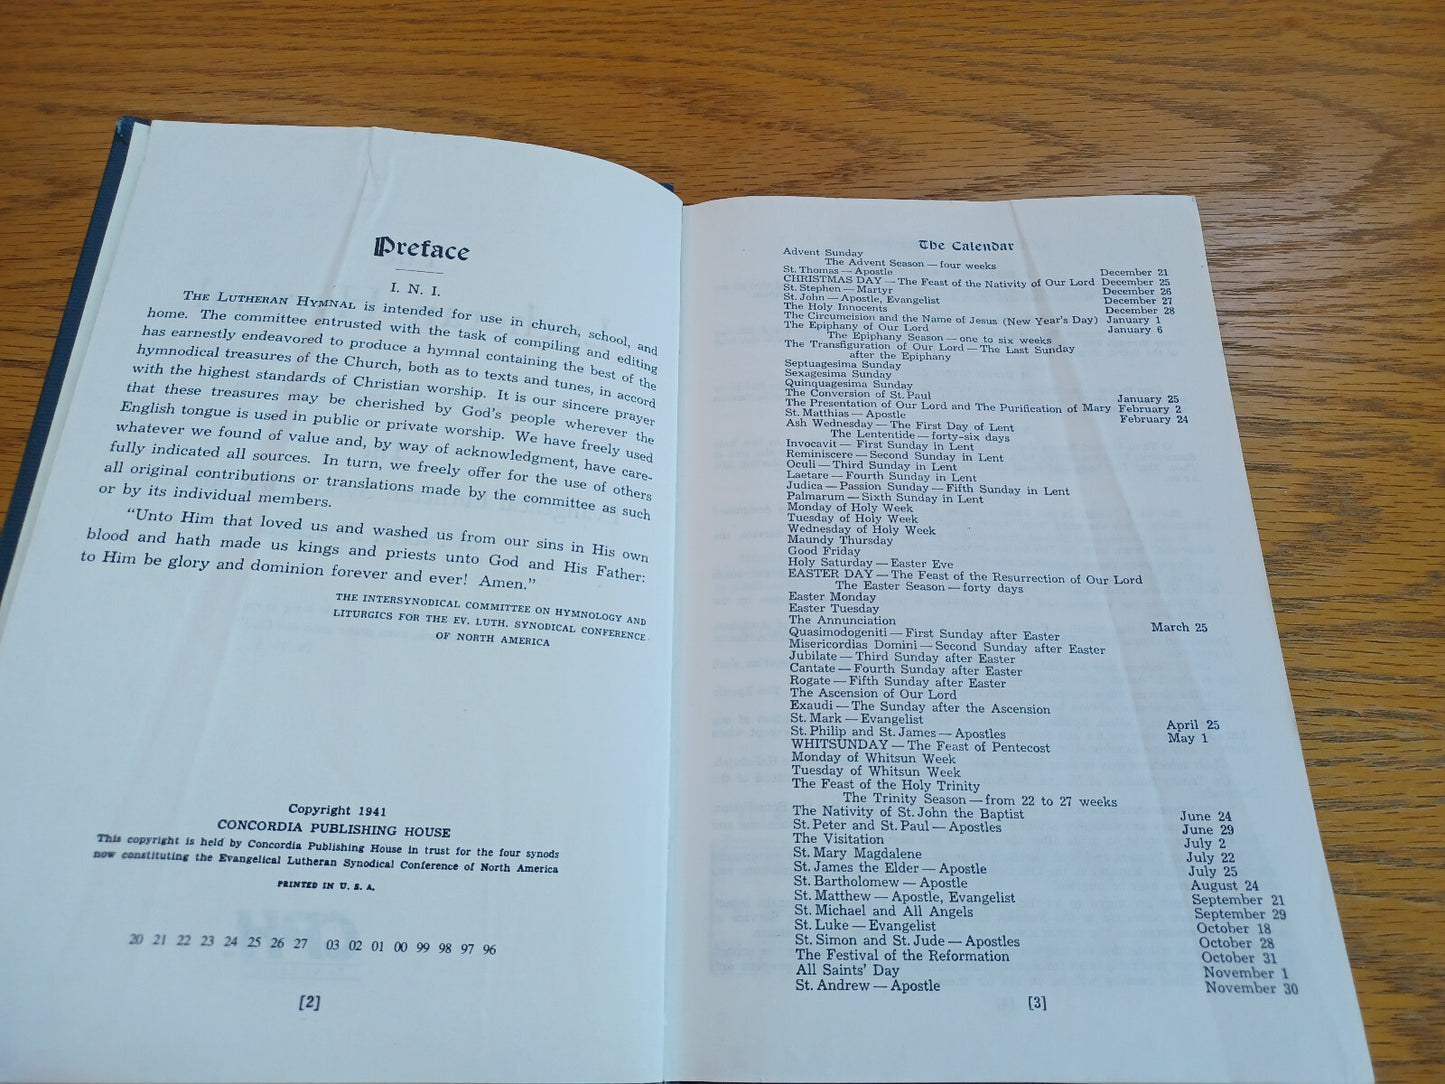 Preface
I. N. I.
THE LUTHERAN HYMNAL is intended for use in church, school, and
home. The committee entrusted with the task of compiling and editing
has earnestly endeavored to produce a hymnal containing the best of the
hymnodical treasures of the Church, both as to texts and tunes, in accord
with the highest standards of Christian worship. It is our sincere prayer
that these treasures may be cherished by God's people wherever the
English tongue is used in public or private worship. We have freely used
whatever we found of value and, by way of acknowledgment, have care-
fully indicated all sources. In turn, we freely offer for the use of others
all original contributions or translations made by the committee as such
or by its individual members.
"Unto Him that loved us and washed us from our sins in His own
blood and hath made us kings and priests unto God and His Father:
to Him be glory and dominion forever and ever! Amen."
THE INTERSYNODICAL COMMITTEE ON HYMNOLOGY AND
LITURGICS FOR THE EV. LUTH. SYNODICAL CONFERENCE
OF NORTH AMERICA
Copyright 1941
CONCORDIA PUBLISHING HOUSE
This copyright is held by Concordia Publishing House in trust for the four synods
now constituting the Evangelical Lutheran Synodical Conference of North America
PRINTED IN U. S. A.
20 21 22 23 24 25 26 27 03 02 01 00 99 98 97 96
[2]
The Calendar
Advent Sunday
The Advent Season — four weeks
St. Thomas — Apostle December 21
CHRISTMAS DAY — The Feast of the Nativity of Our Lord December 25
St. Stephen — Martyr December 26
St. John — Apostle, Evangelist December 27
The Holy Innocents December 28
The Circumcision and the Name of Jesus (New Year's Day) January 1
The Epiphany of Our Lord January 6
The Epiphany Season — one to six weeks
The Transfiguration of Our Lord — The Last Sunday
after the Epiphany
Septuagesima Sunday
Sexagesima Sunday
Quinquagesima Sunday
The Conversion of St. Paul January 25
The Presentation of Our Lord and The Purification of Mary February 2
St. Matthias — Apostle February 24
Ash Wednesday — The First Day of Lent
The Lententide — forty-six days
Invocavit — First Sunday in Lent
Reminiscere — Second Sunday in Lent
Oculi — Third Sunday in Lent
Laetare — Fourth Sunday in Lent
Judica — Passion Sunday — Fifth Sunday in Lent
Palmarum — Sixth Sunday in Lent
Monday of Holy Week
Tuesday of Holy Week
Wednesday of Holy Week
Maundy Thursday
Good Friday
Holy Saturday — Easter Eve
EASTER DAY — The Feast of the Resurrection of Our Lord
The Easter Season — forty days
Easter Monday
Easter Tuesday
The Annunciation March 25
Quasimodogeniti — First Sunday after Easter
Misericordias Domini — Second Sunday after Easter
Jubilate — Third Sunday after Easter
Cantate — Fourth Sunday after Easter
Rogate — Fifth Sunday after Easter
The Ascension of Our Lord
Exaudi — The Sunday after the Ascension
St. Mark — Evangelist April 25
St. Philip and St. James — Apostles May 1
WHITSUNDAY — The Feast of Pentecost
Monday of Whitsun Week
Tuesday of Whitsun Week
The Feast of the Holy Trinity
The Trinity Season — from 22 to 27 weeks
The Nativity of St. John the Baptist June 24
St. Peter and St. Paul — Apostles June 29
The Visitation July 2
St. Mary Magdalene July 22
St. James the Elder — Apostle July 25
St. Bartholomew — Apostle August 24
St. Matthew — Apostle, Evangelist September 21
St. Michael and All Angels September 29
St. Luke — Evangelist October 18
St. Simon and St. Jude — Apostles October 28
The Festival of the Reformation October 31
All Saints' Day November 1
St. Andrew — Apostle November 30
[3]